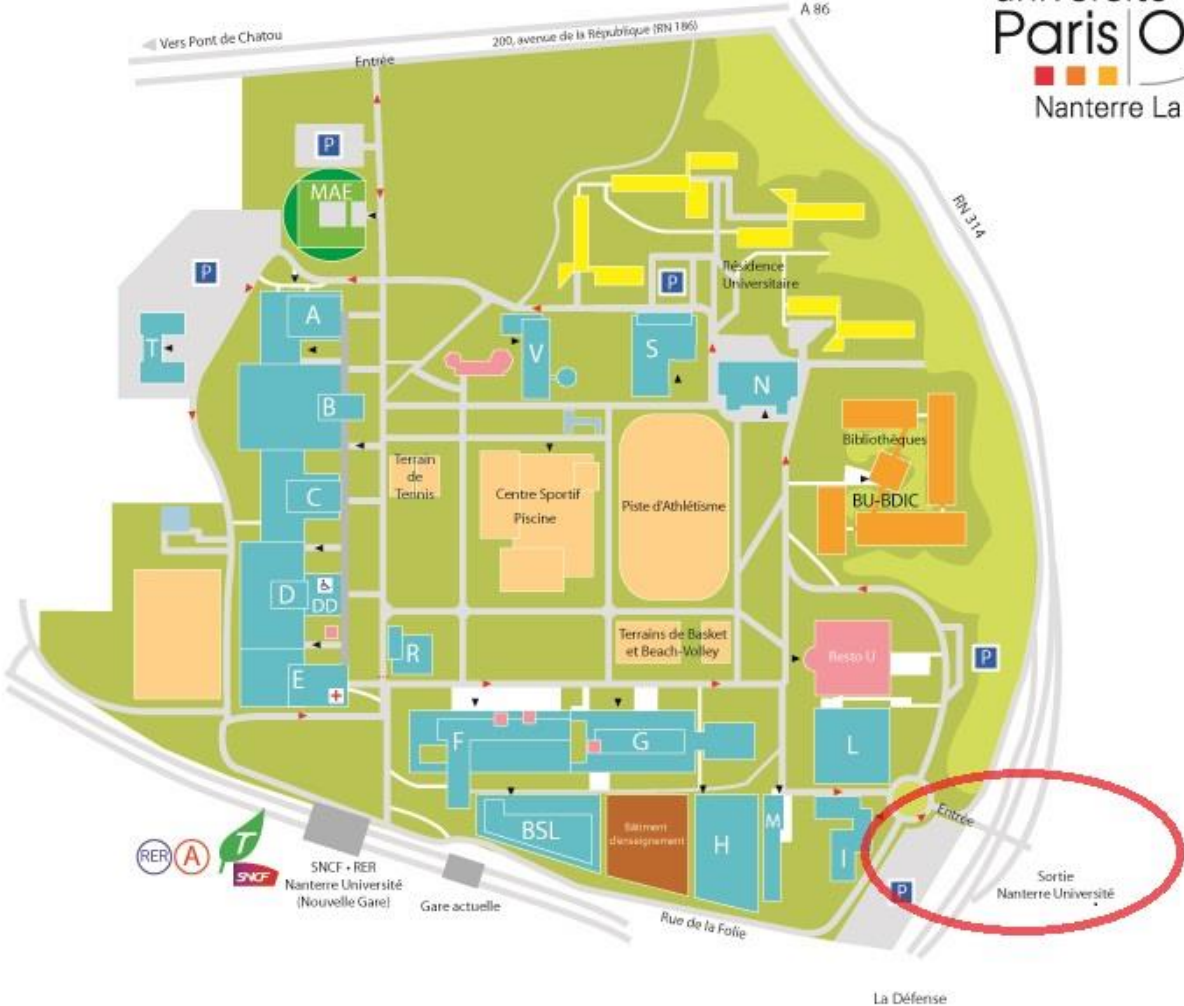 université
Paris O
Nanterre La
A 86
Vers Pont de Chatou
200, avenue de la République (RN 186)
Entrée
P
MAE
RN 314
P
P
Résidence
Universitaire
A
T
V
S
N
B
Bibliothèques
Terrain
de
Tennis
Centre Sportif
Piscine
Piste d'Athlétisme
BU-BDIC
C
D
DD
Terrains de Basket
et Beach-Volley
R
Resto U
P
E
F
G
L
Entrée
BSL
Bâtiment
d'enseignement
H
M
I
RER
A
T
SNCF
SNCF • RER
Nanterre Université
(Nouvelle Gare)
Gare actuelle
P
Sortie
Nanterre Université
Rue de la Folie
La Défense